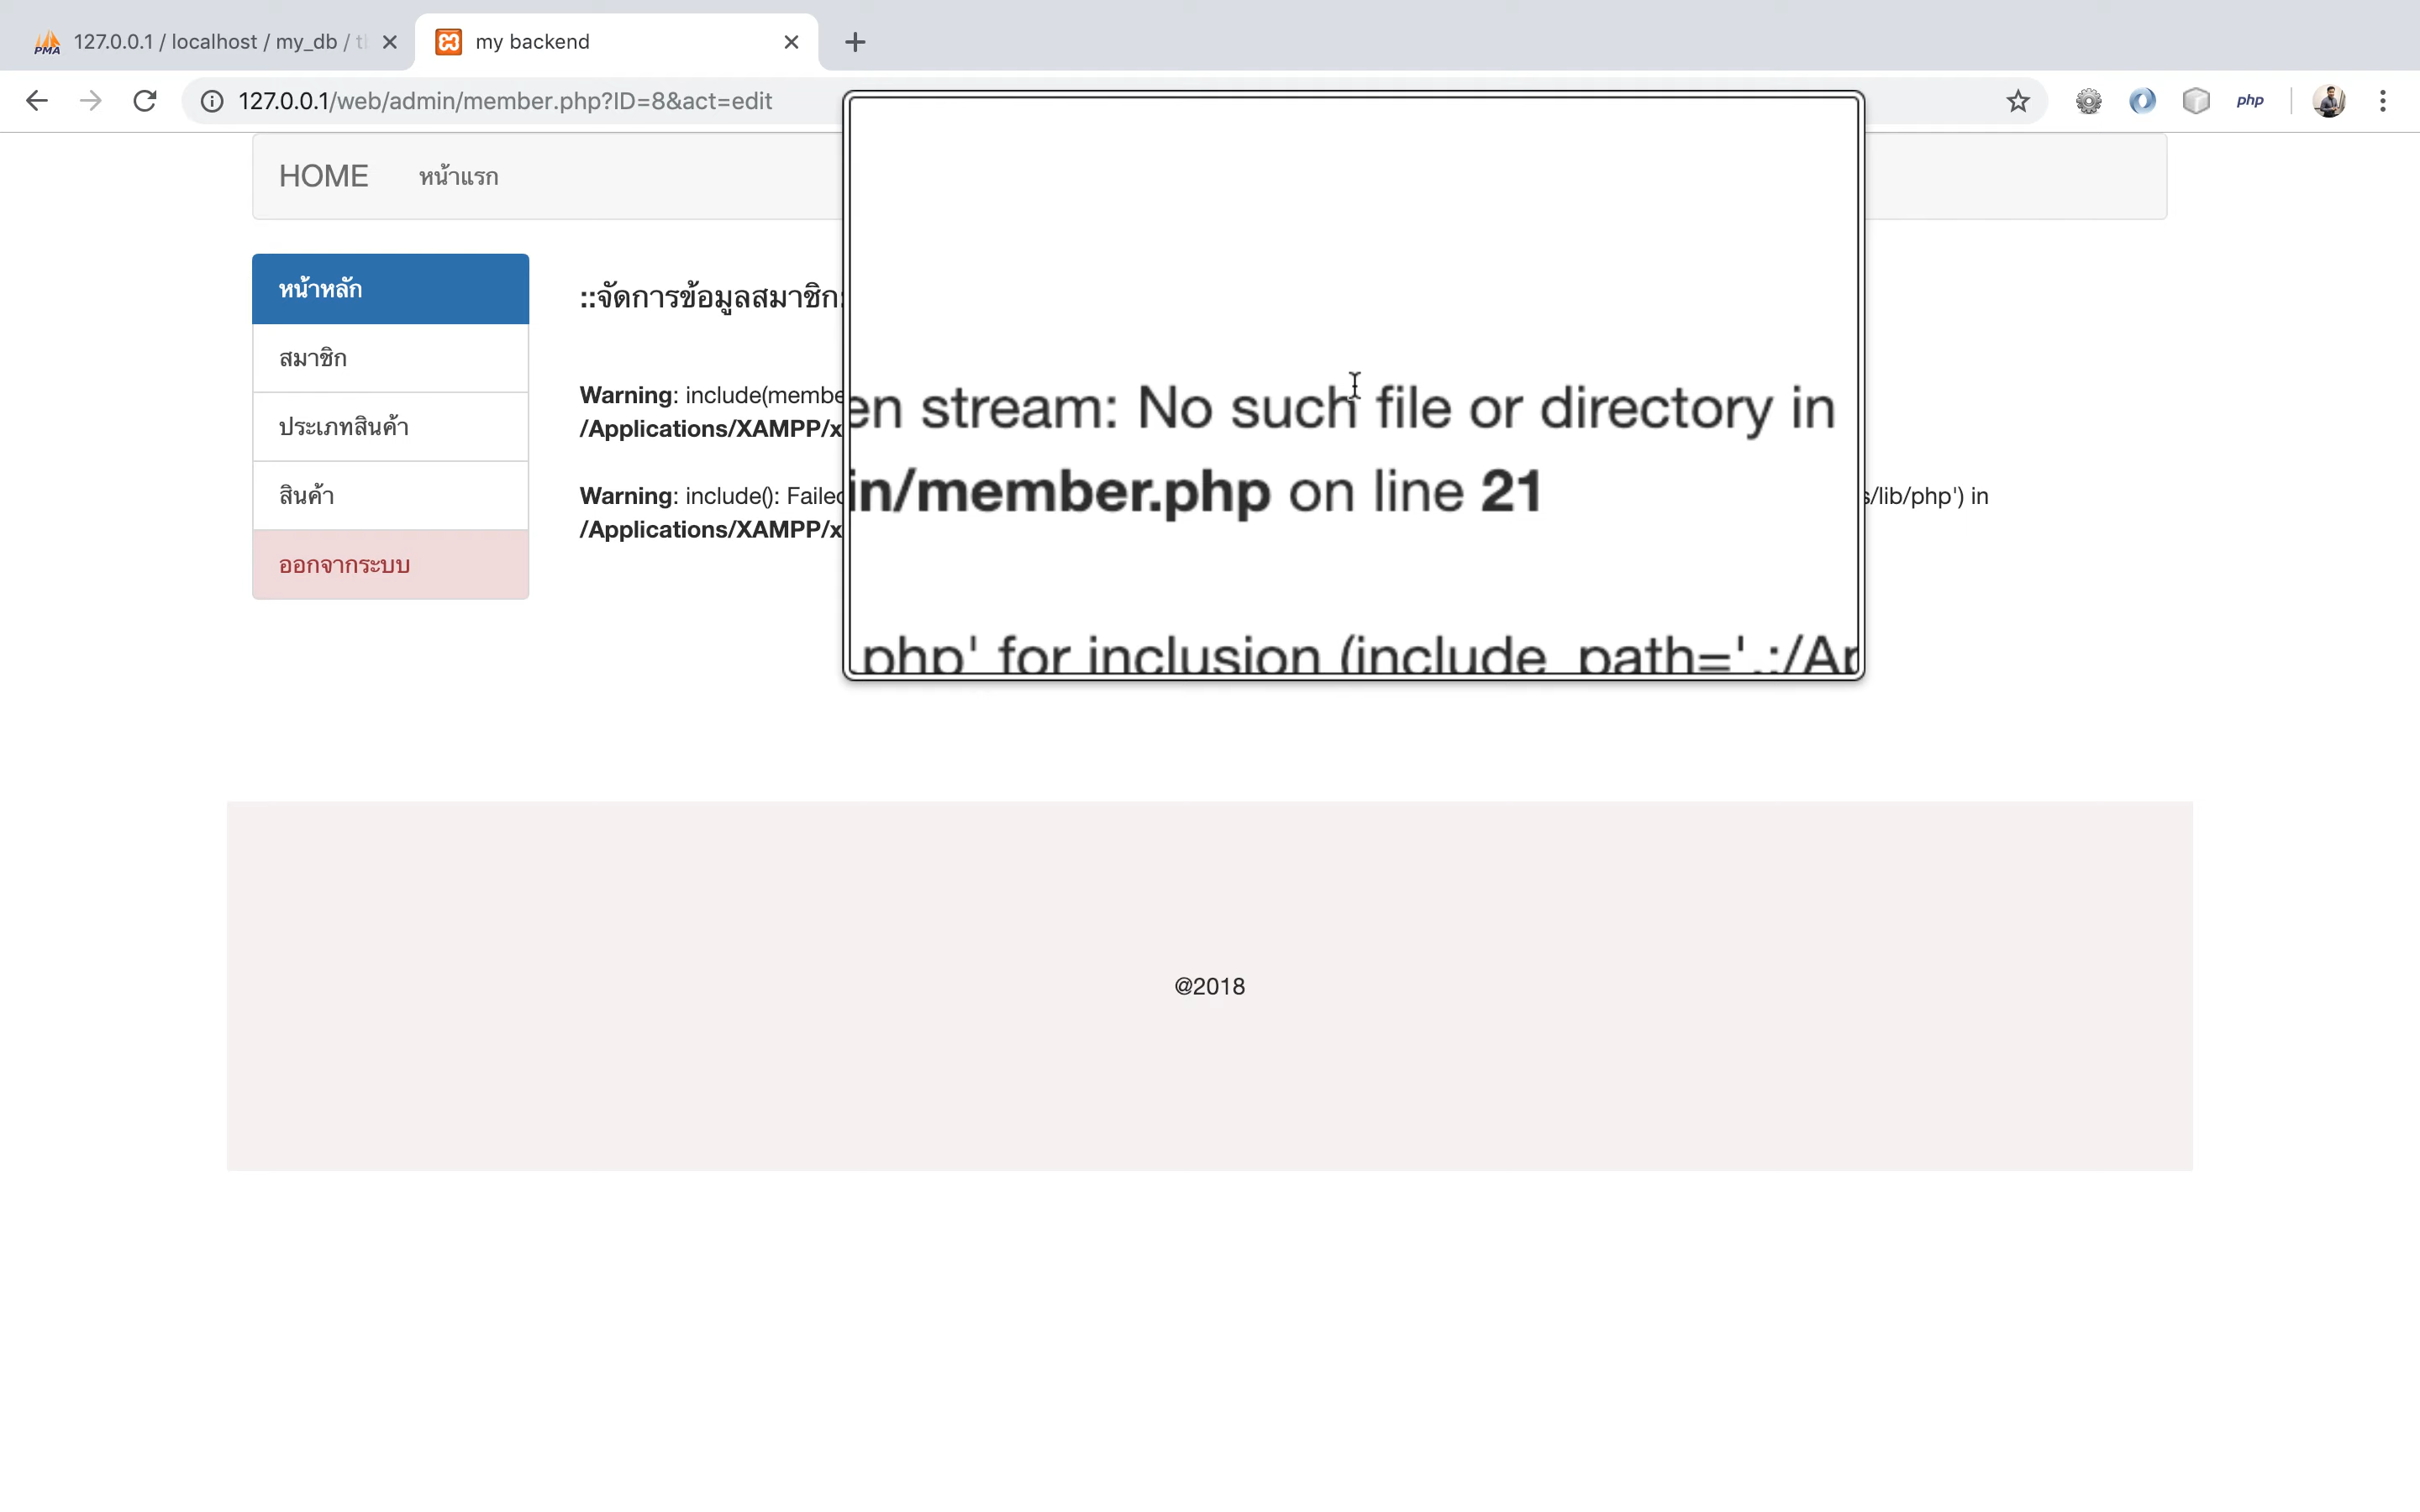 PMA 127.0.0.1 / localhost / my_db /
my backend
127.0.0.1/web/admin/member.php?ID=8&act=edit
php
HOME หน้าแรก
หน้าหลัก
สมาชิก
ประเภทสินค้า
สินค้า
ออกจากระบบ
::จัดการข้อมูลสมาชิก:
Warning: include(membe
/Applications/XAMPP/x
Warning: include(): Failed
/Applications/XAMPP/x
en stream: No such file or directory in
in/member.php on line 21
.php' for inclusion (include_path='.:/Ap
s/lib/php') in
@2018